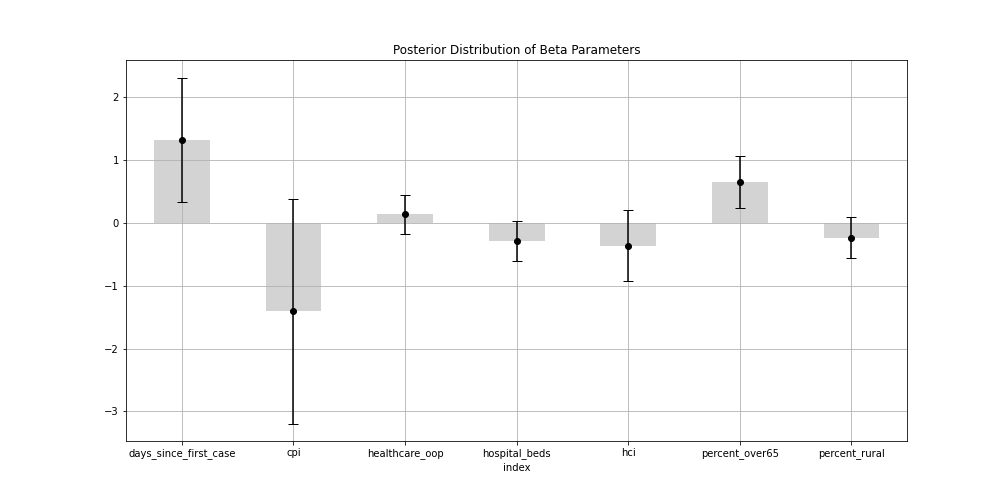 Posterior Distribution of Beta Parameters
2
1
0
−1
−2
−3
days_since_first_case cpi healthcare_oop hospital_beds hci percent_over65 percent_rural
index